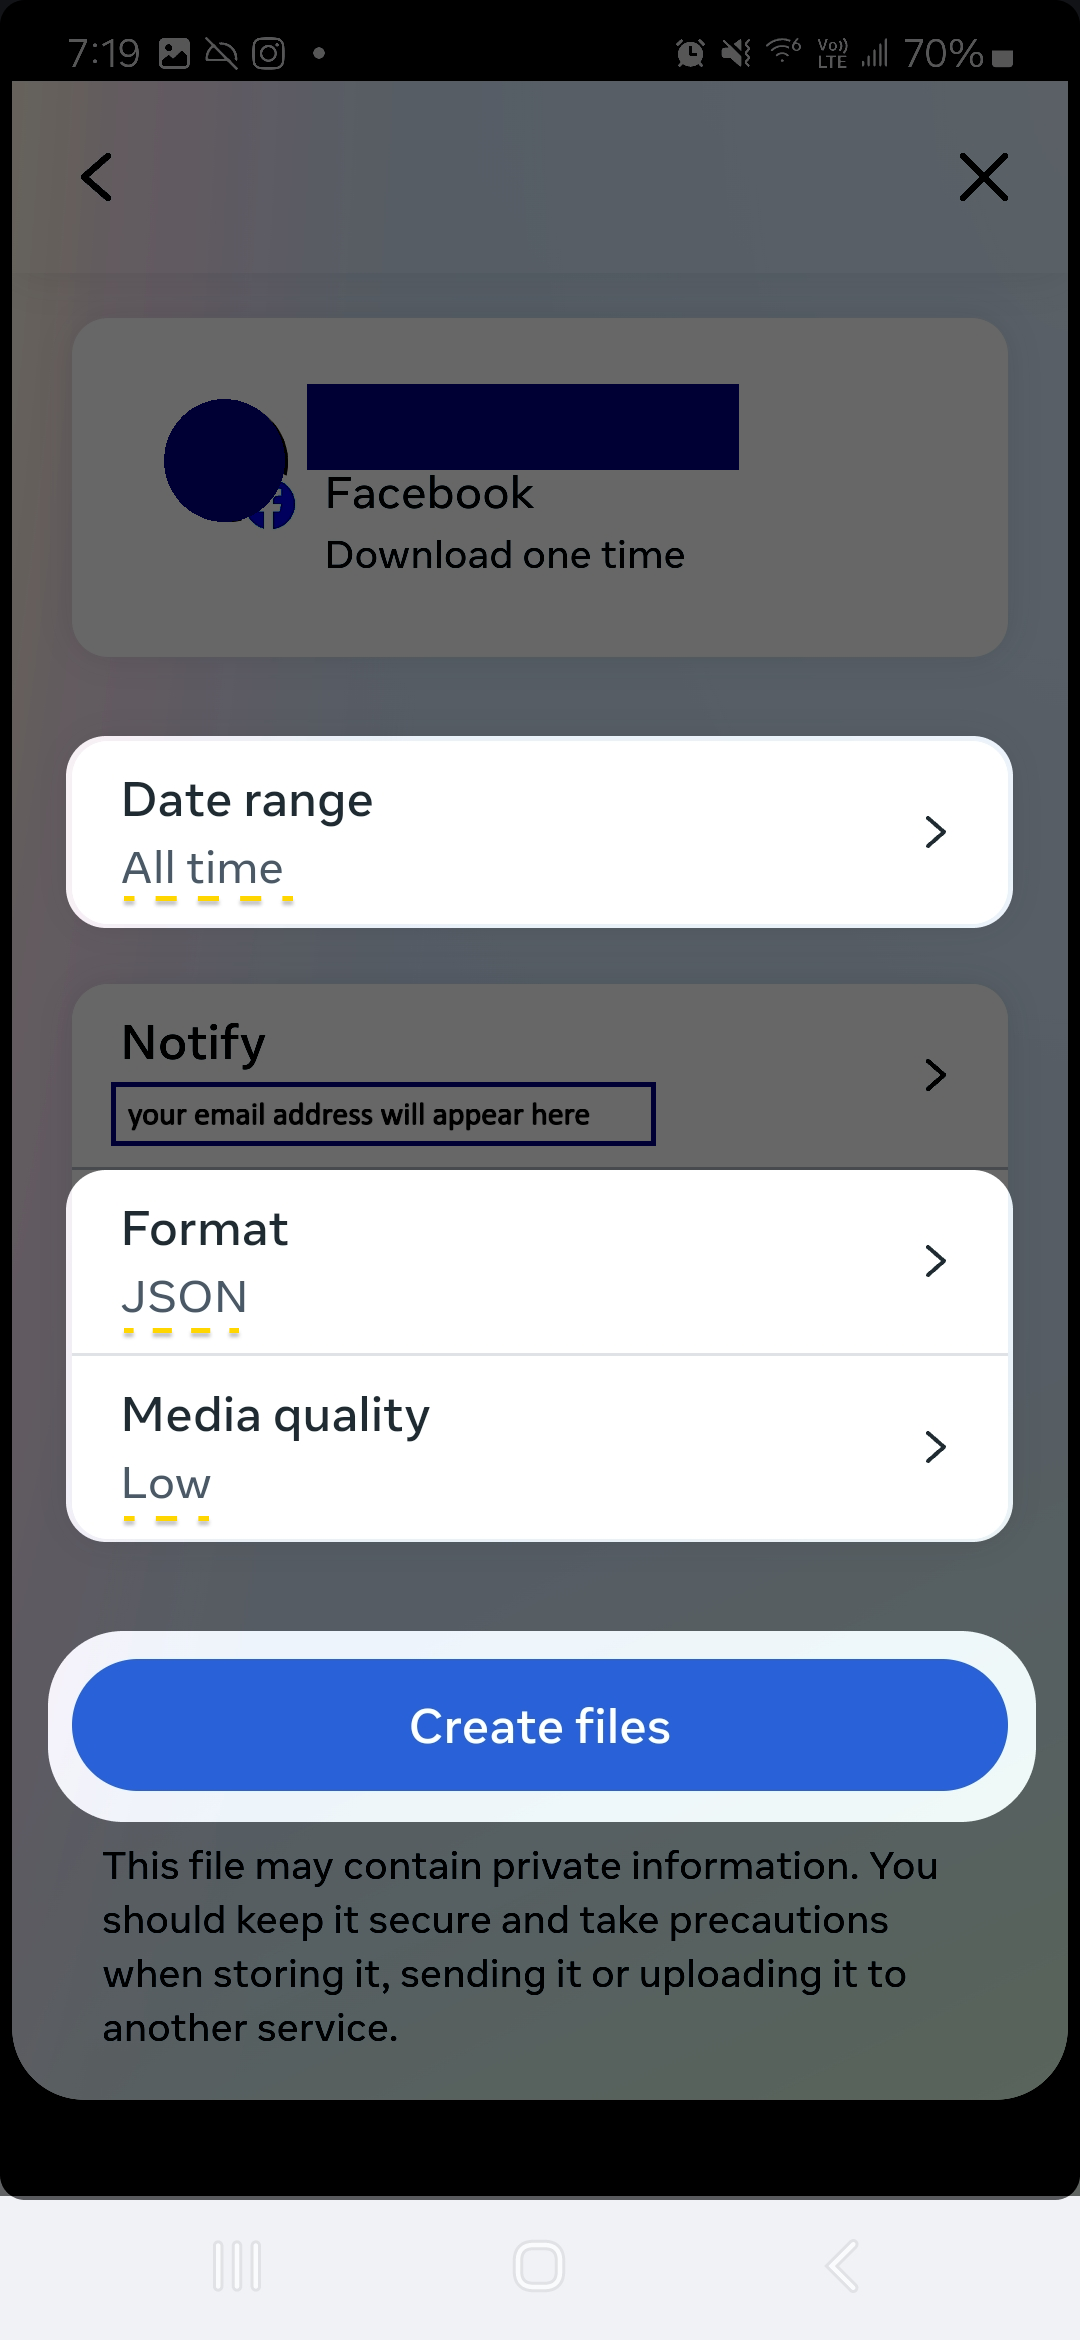 7:19
6 Vo)) LTE 70%
Facebook
Download one time
Date range
All time
Notify
your email address will appear here
Format
JSON
Media quality
Low
Create files
This file may contain private information. You
should keep it secure and take precautions
when storing it, sending it or uploading it to
another service.